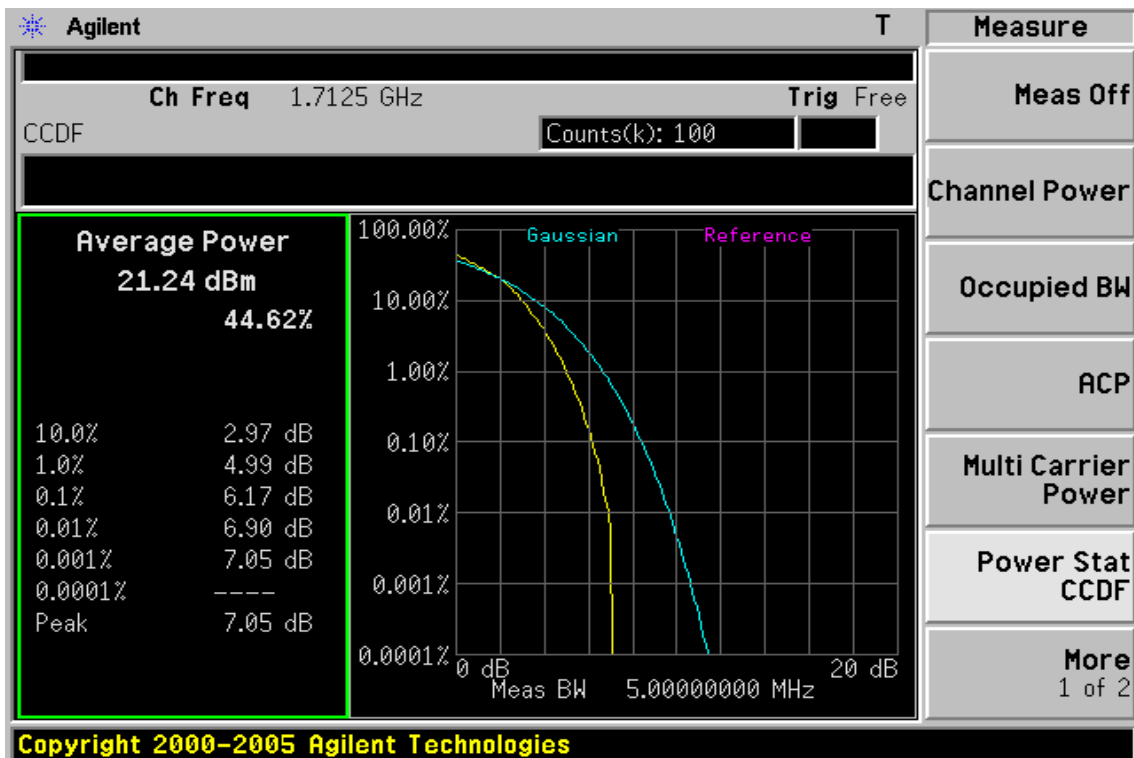 Agilent T Measure
Ch Freq 1.7125 GHz Trig Free
CCDF Counts(k): 100
Average Power
21.24 dBm
44.62%
10.0% 2.97 dB
1.0% 4.99 dB
0.1% 6.17 dB
0.01% 6.90 dB
0.001% 7.05 dB
0.0001% ----
Peak 7.05 dB
Gaussian Reference
100.00%
10.00%
1.00%
0.10%
0.01%
0.001%
0.0001%
0 dB 20 dB
Meas BW 5.00000000 MHz
Meas Off
Channel Power
Occupied BW
ACP
Multi Carrier
Power
Power Stat
CCDF
More
1 of 2
Copyright 2000-2005 Agilent Technologies